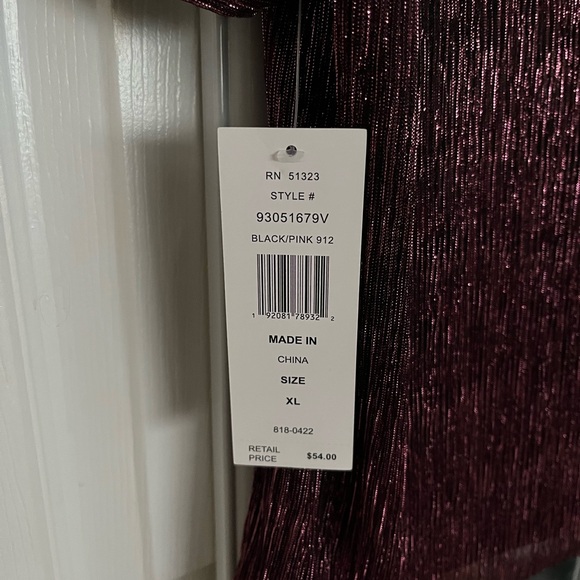 RN 51323
STYLE #
93051679V
BLACK/PINK 912
1 92081 78932 2
MADE IN
CHINA
SIZE
XL
818-0422
RETAIL
PRICE $54.00